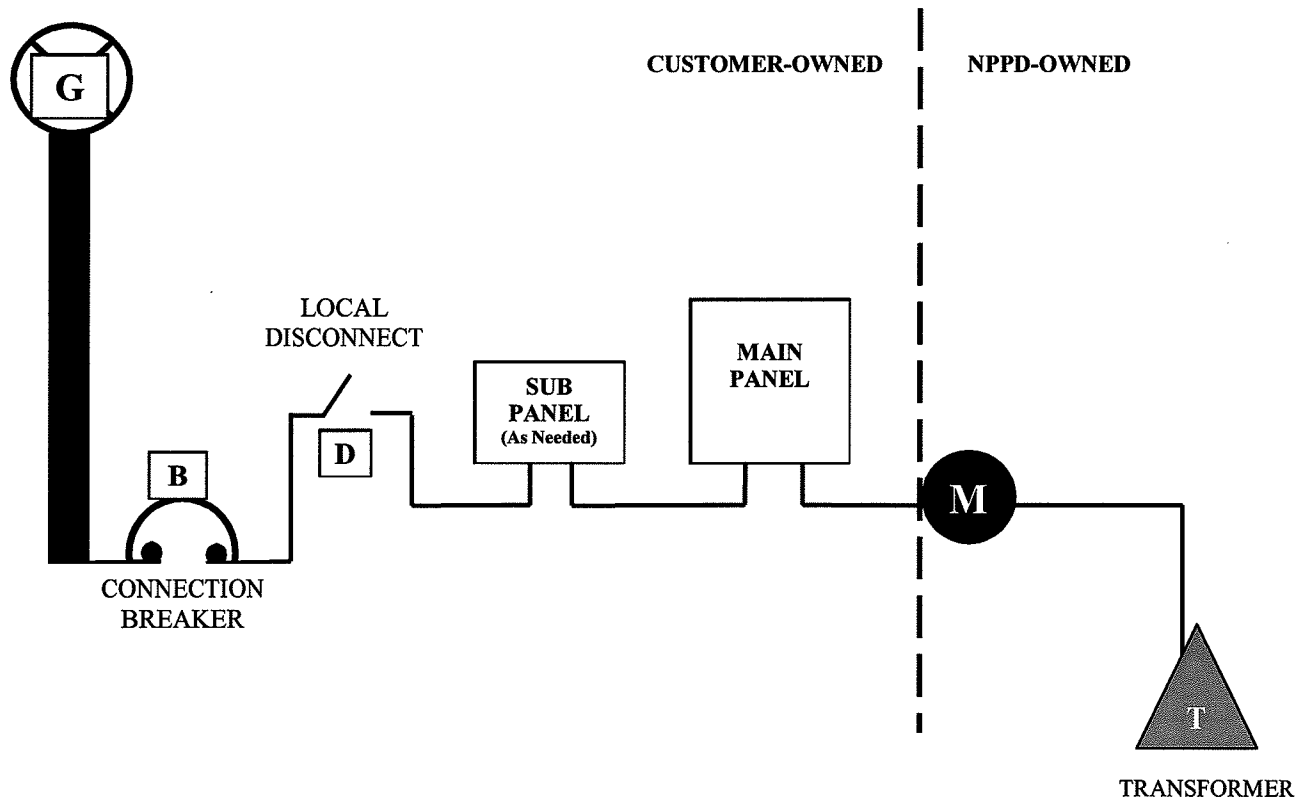 CUSTOMER-OWNED
NPPD-OWNED
G
LOCAL
DISCONNECT
MAIN
PANEL
SUB
PANEL
(As Needed)
D
B
M
CONNECTION
BREAKER
T
TRANSFORMER